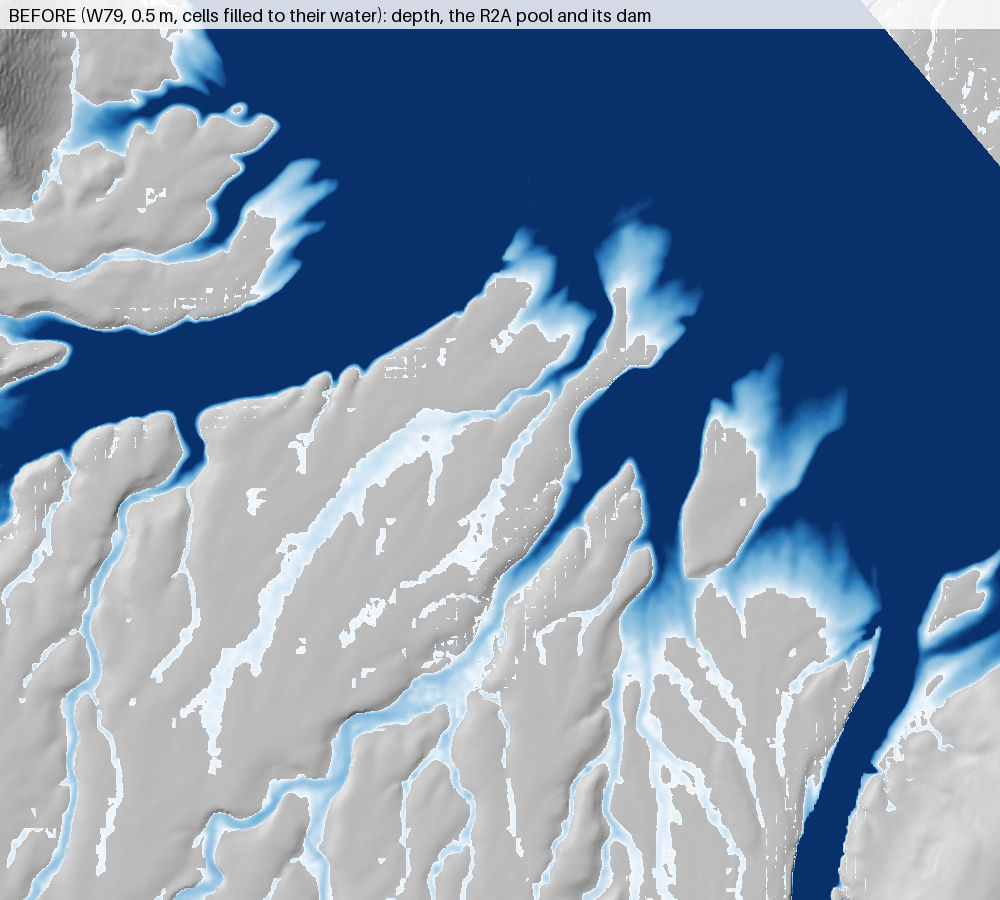 BEFORE (W79, 0.5 m, cells filled to their water): depth, the R2A pool and its dam